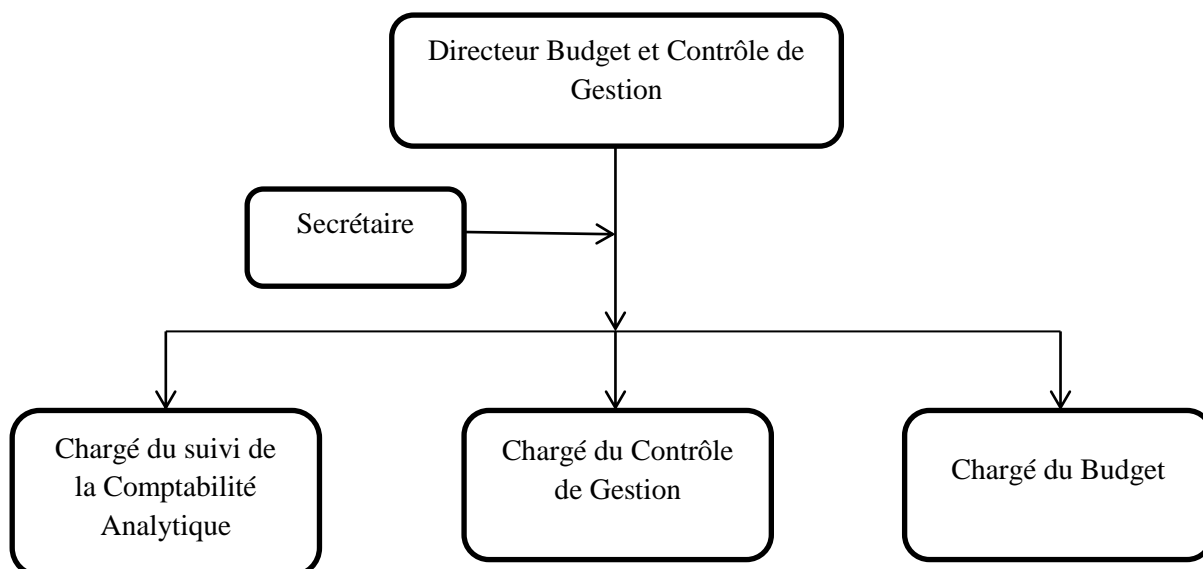 Directeur Budget et Contrôle de
Gestion
Secrétaire
Chargé du suivi de
la Comptabilité
Analytique
Chargé du Contrôle
de Gestion
Chargé du Budget